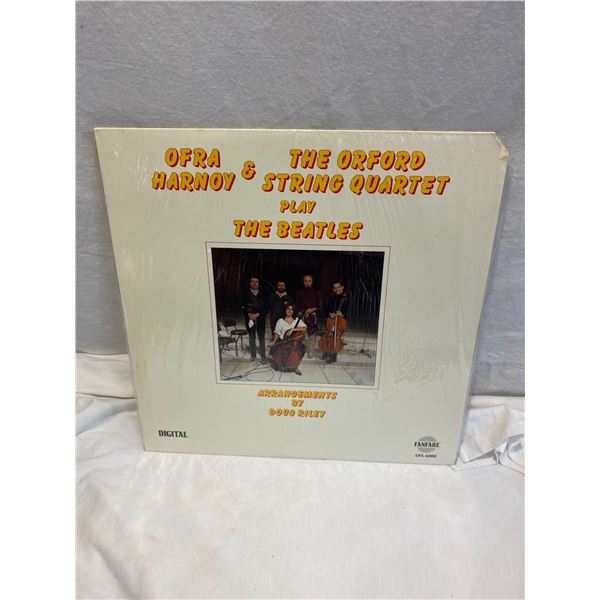 OFRA HARNOY & THE ORFORD STRING QUARTET
PLAY
THE BEATLES
ARRANGEMENTS
BY
DOUG RILEY
DIGITAL
FANFARE